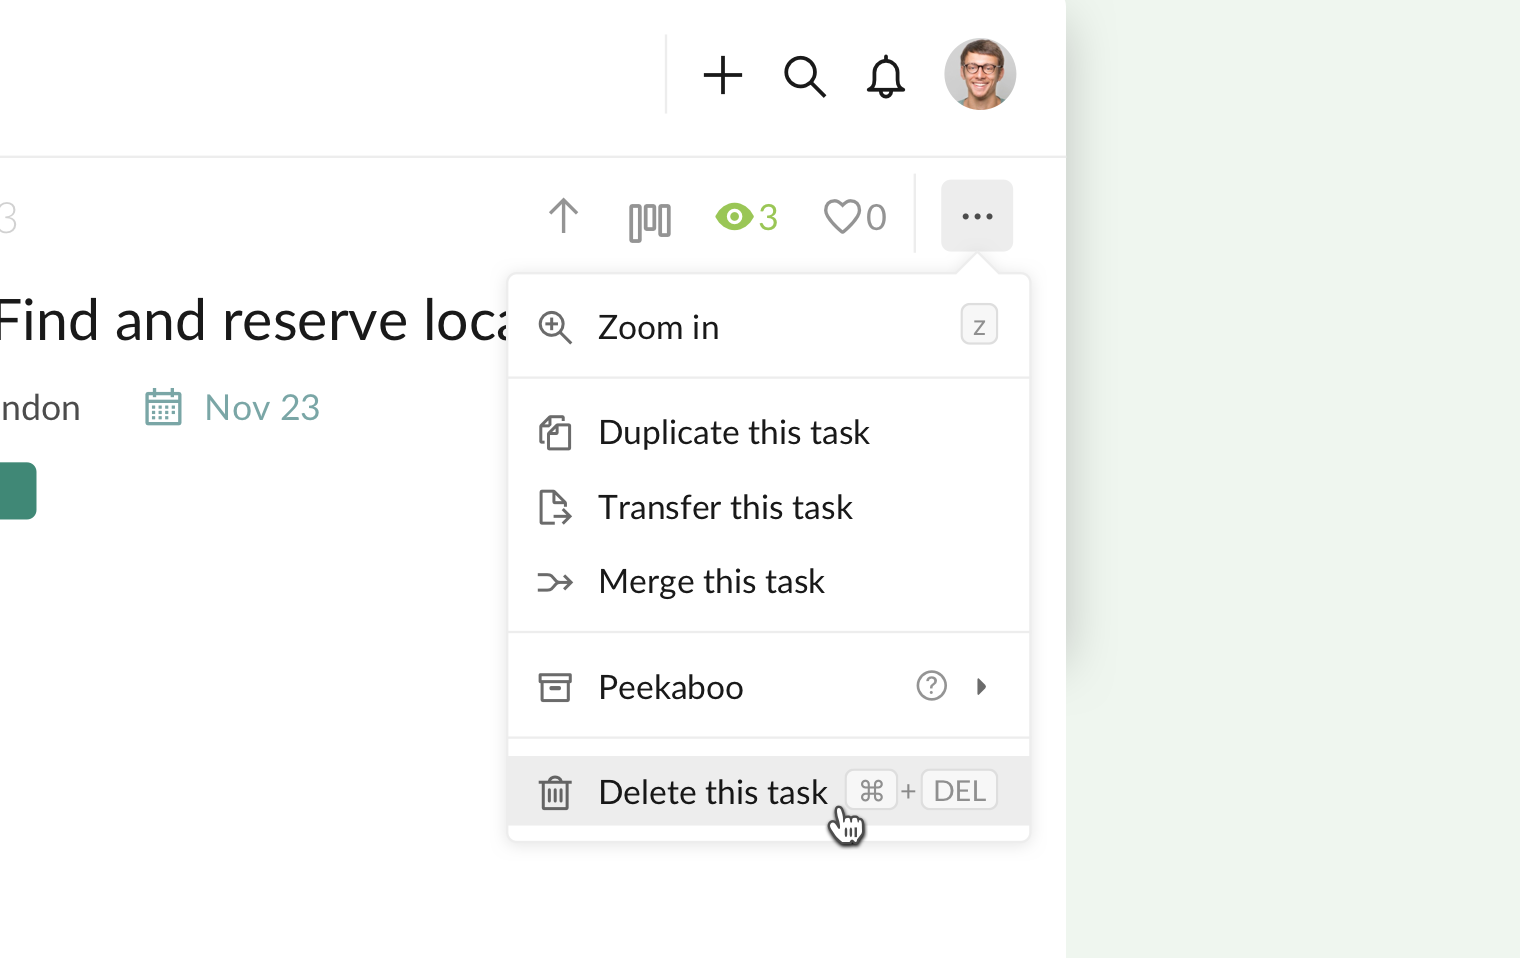 3
3
0
...
Find and reserve loca
Zoom in z
ndon
Nov 23
Duplicate this task
Transfer this task
Merge this task
Peekaboo ?
Delete this task ⌘ + DEL